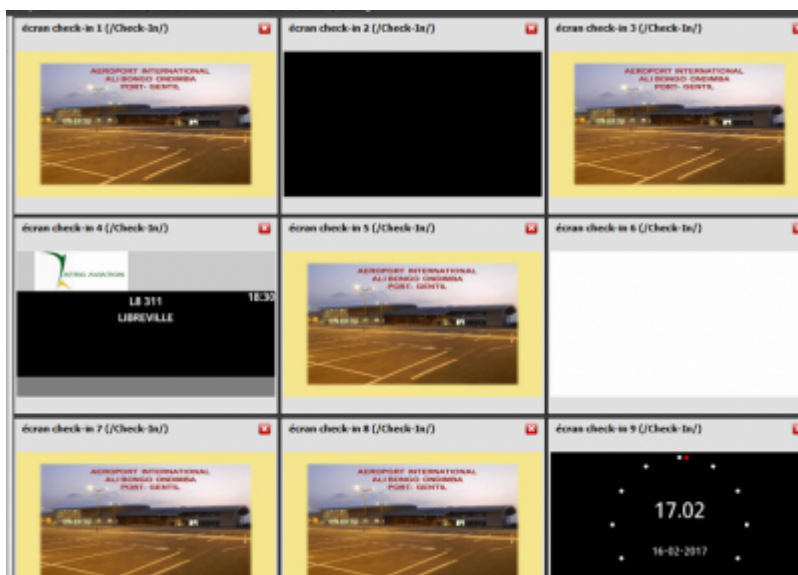 écran check-in 1 (/Check-In/)
écran check-in 2 (/Check-In/)
écran check-in 3 (/Check-In/)
AEROPORT INTERNATIONAL
ALI BONGO ONDIMBA
PORT- GENTIL
AEROPORT INTERNATIONAL
ALI BONGO ONDIMBA
PORT- GENTIL
écran check-in 4 (/Check-In/)
écran check-in 5 (/Check-In/)
écran check-in 6 (/Check-In/)
AVIATION
L8 311
18:30
LIBREVILLE
AEROPORT INTERNATIONAL
ALI BONGO ONDIMBA
PORT- GENTIL
écran check-in 7 (/Check-In/)
écran check-in 8 (/Check-In/)
écran check-in 9 (/Check-In/)
AEROPORT INTERNATIONAL
ALI BONGO ONDIMBA
PORT- GENTIL
AEROPORT INTERNATIONAL
ALI BONGO ONDIMBA
PORT- GENTIL
17.02
16-02-2017